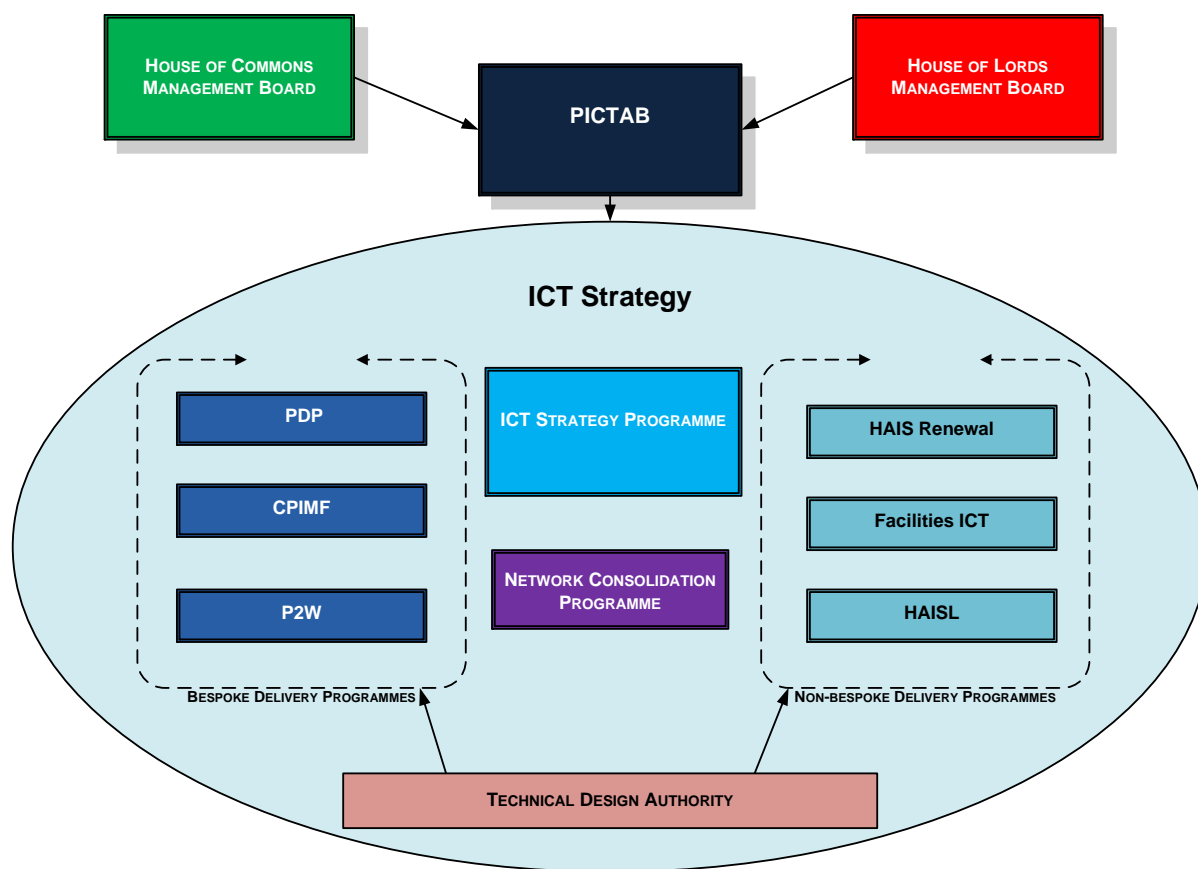 HOUSE OF COMMONS
MANAGEMENT BOARD
PICTAB
HOUSE OF LORDS
MANAGEMENT BOARD
ICT Strategy
PDP
CPIMF
P2W
BESPOKE DELIVERY PROGRAMMES
ICT STRATEGY PROGRAMME
NETWORK CONSOLIDATION
PROGRAMME
HAIS Renewal
Facilities ICT
HAISL
NON-BESPOKE DELIVERY PROGRAMMES
TECHNICAL DESIGN AUTHORITY